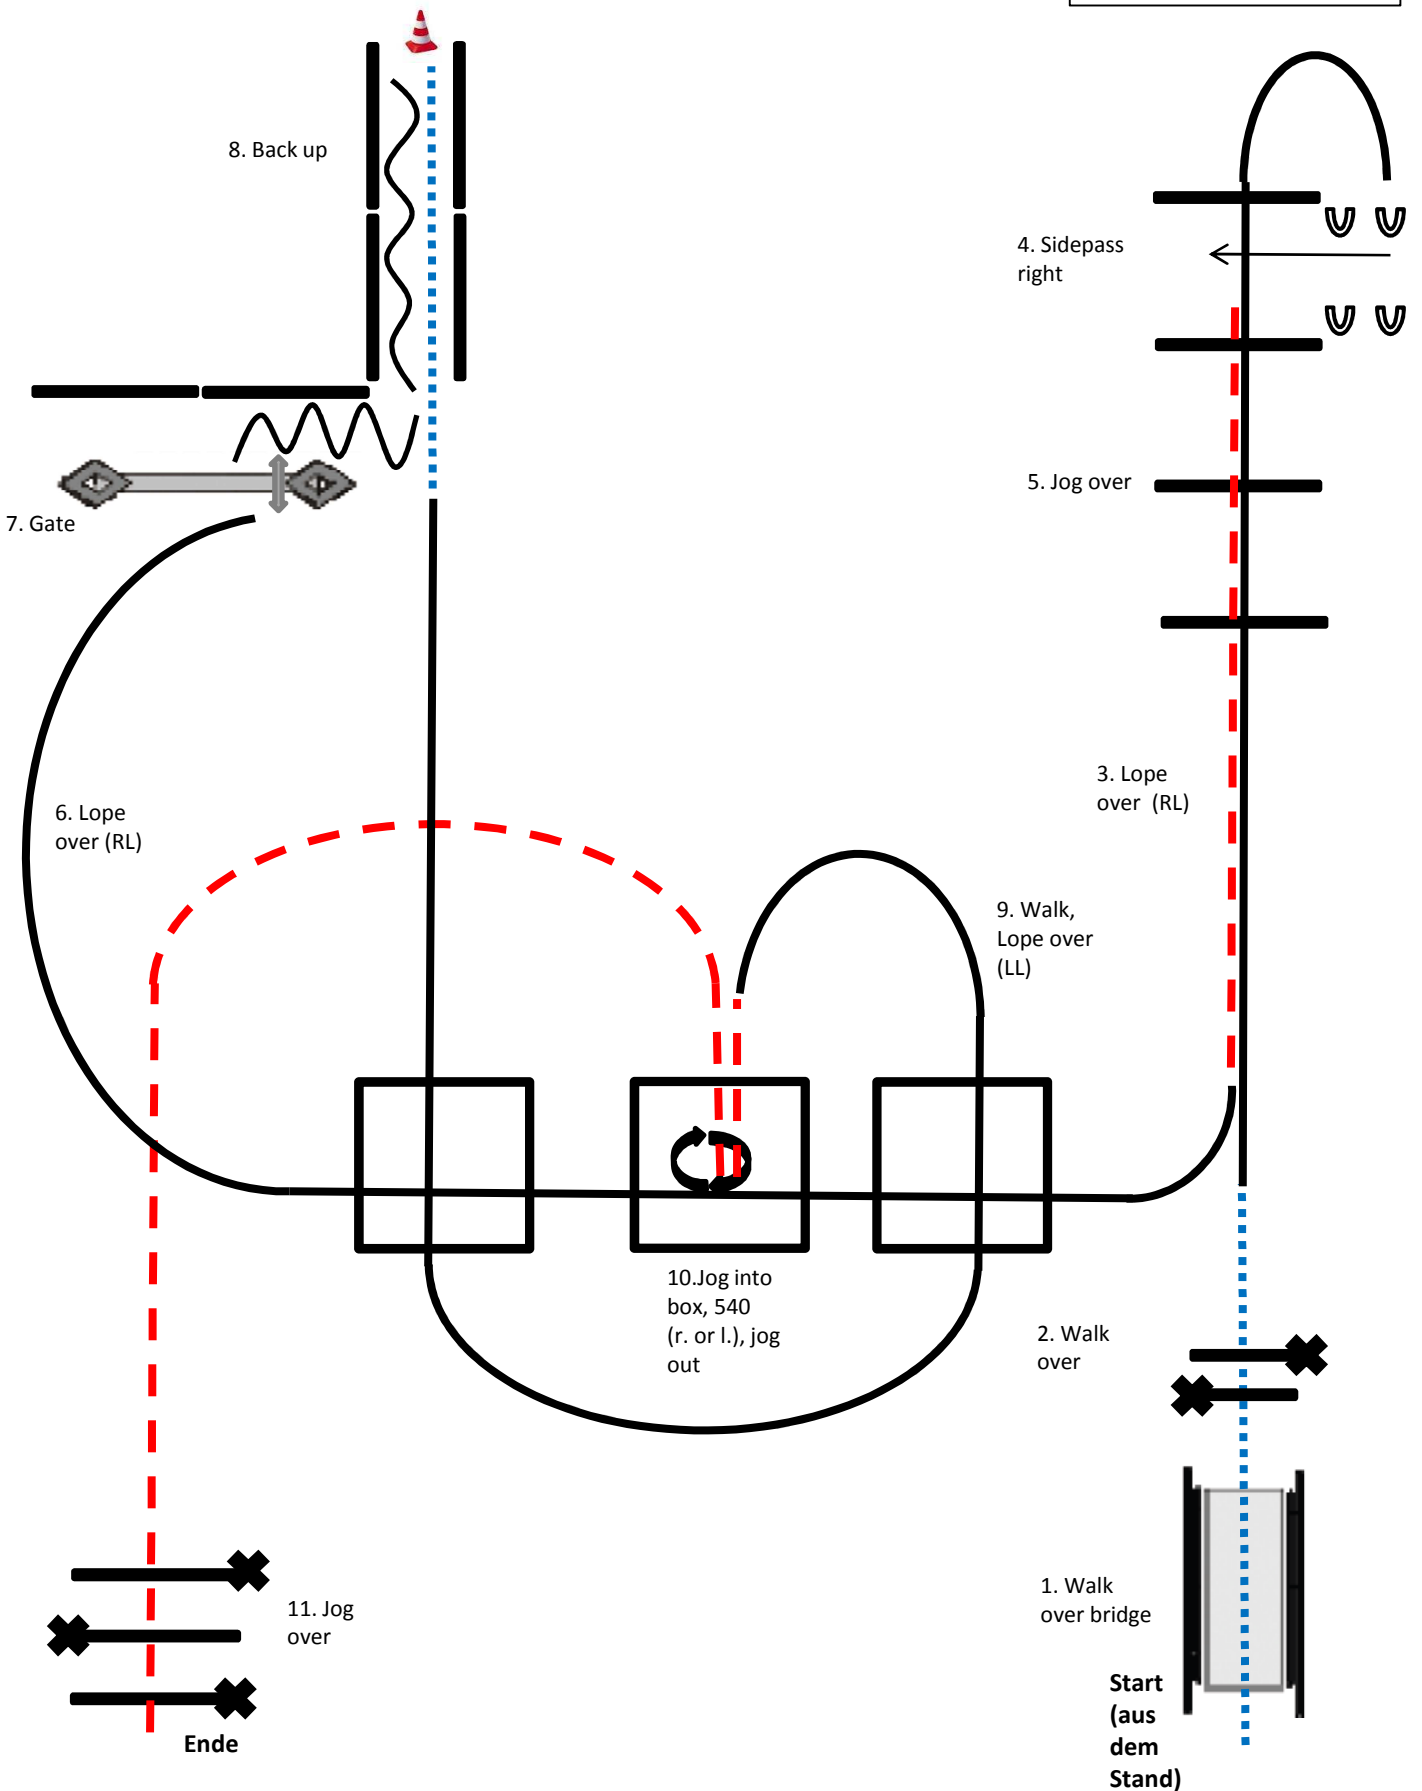 8. Back up
4. Sidepass
right
5. Jog over
7. Gate
3. Lope
over (RL)
6. Lope
over (RL)
9. Walk,
Lope over
(LL)
10.Jog into
box, 540
(r. or l.), jog
out
2. Walk
over
1. Walk
over bridge
11. Jog
over
Start
(aus
dem
Stand)
Ende